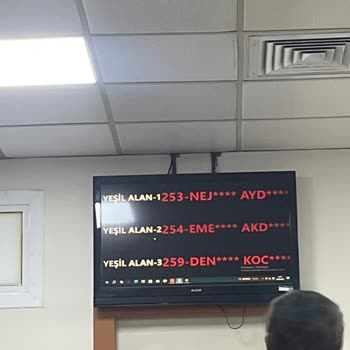 YEŞİL ALAN-1 253-NEJ**** AYD****
YEŞİL ALAN-2 254-EME**** AKD****
YEŞİL ALAN-3 259-DEN**** KOC****